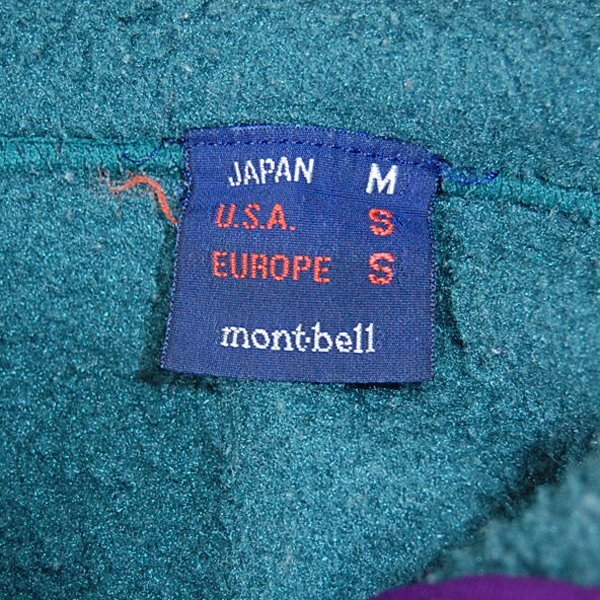 JAPAN M
U.S.A. S
EUROPE S
mont·bell